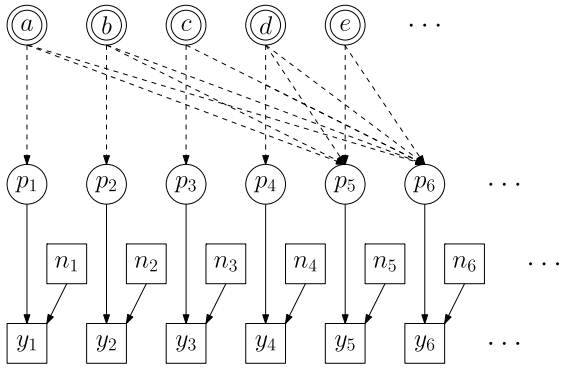 a b c d e ⋯
p₁ p₂ p₃ p₄ p₅ p₆ ⋯
n₁ n₂ n₃ n₄ n₅ n₆ ⋯
y₁ y₂ y₃ y₄ y₅ y₆ ⋯